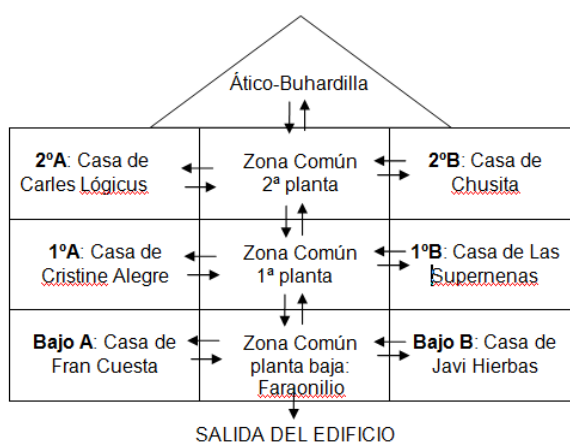 Ático-Buhardilla
2ºA: Casa de
Carles Lógicus
Zona Común
2ª planta
2ºB: Casa de
Chusita
1ºA: Casa de
Cristine Alegre
Zona Común
1ª planta
1ºB: Casa de Las
Supernenas
Bajo A: Casa de
Fran Cuesta
Zona Común
planta baja:
Faraonilio
Bajo B: Casa de
Javi Hierbas
SALIDA DEL EDIFICIO